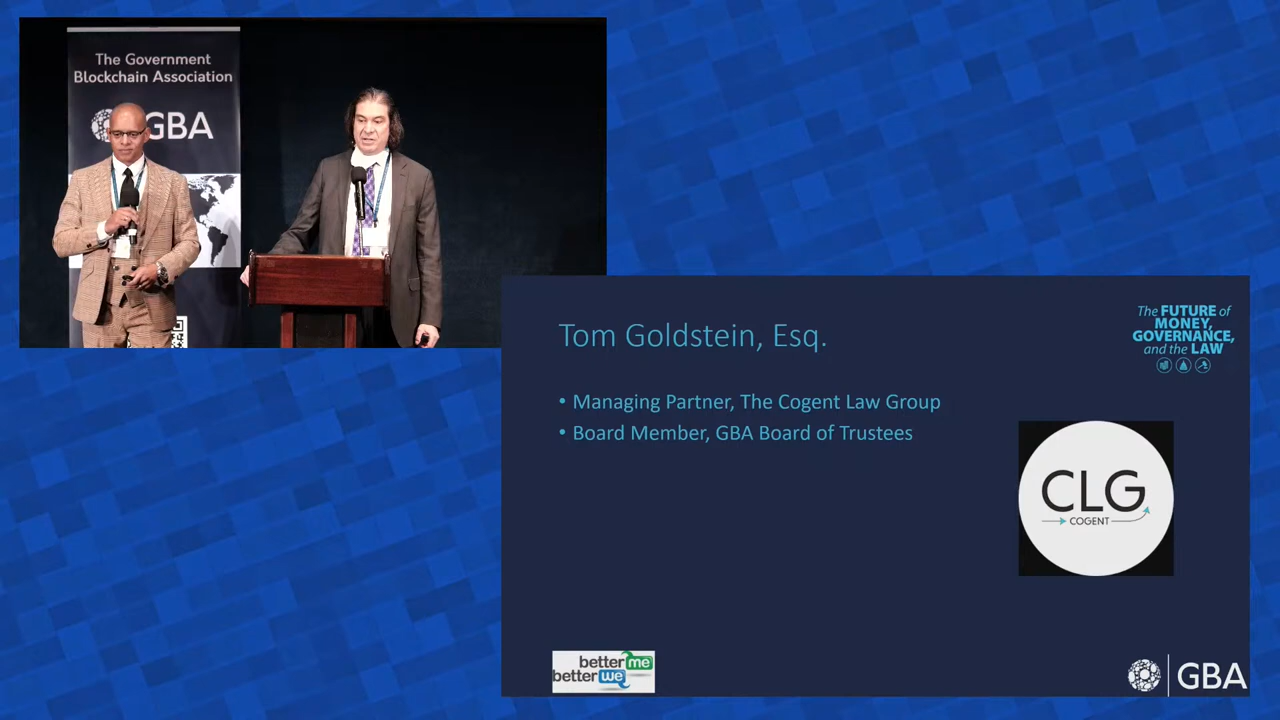 The Government
Blockchain Association
GBA
Tom Goldstein, Esq.
• Managing Partner, The Cogent Law Group
• Board Member, GBA Board of Trustees
The FUTURE of
MONEY,
GOVERNANCE,
and the LAW
CLG
COGENT
better me
better we
GBA